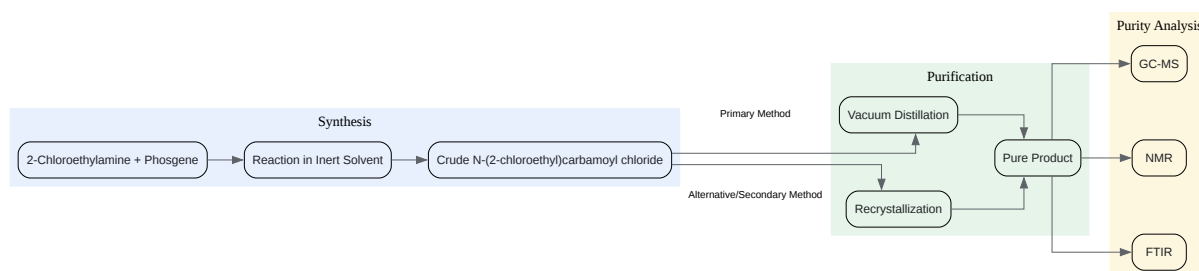 Synthesis
2-Chloroethylamine + Phosgene
Reaction in Inert Solvent
Crude N-(2-chloroethyl)carbamoyl chloride
Primary Method
Alternative/Secondary Method
Purification
Vacuum Distillation
Recrystallization
Pure Product
Purity Analysis
GC-MS
NMR
FTIR